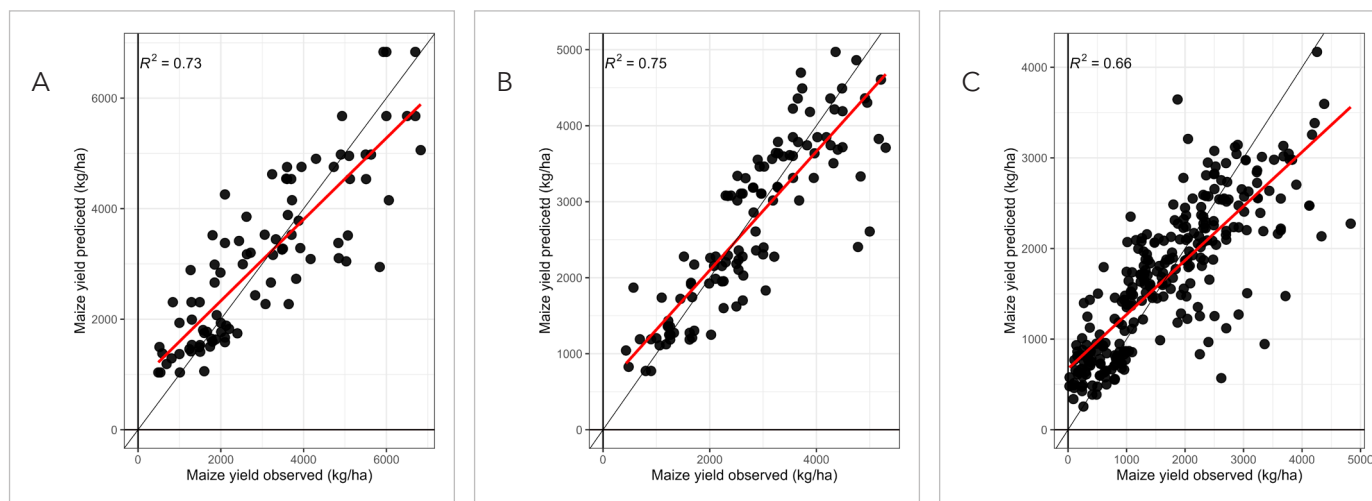 A
R² = 0.73
6000
4000
2000
0
Maize yield predicetd (kg/ha)
0 2000 4000 6000
Maize yield observed (kg/ha)
B
R² = 0.75
5000
4000
3000
2000
1000
0
Maize yield predicetd (kg/ha)
0 2000 4000
Maize yield observed (kg/ha)
C
R² = 0.66
4000
3000
2000
1000
0
Maize yield predicetd (kg/ha)
0 1000 2000 3000 4000 5000
Maize yield observed (kg/ha)